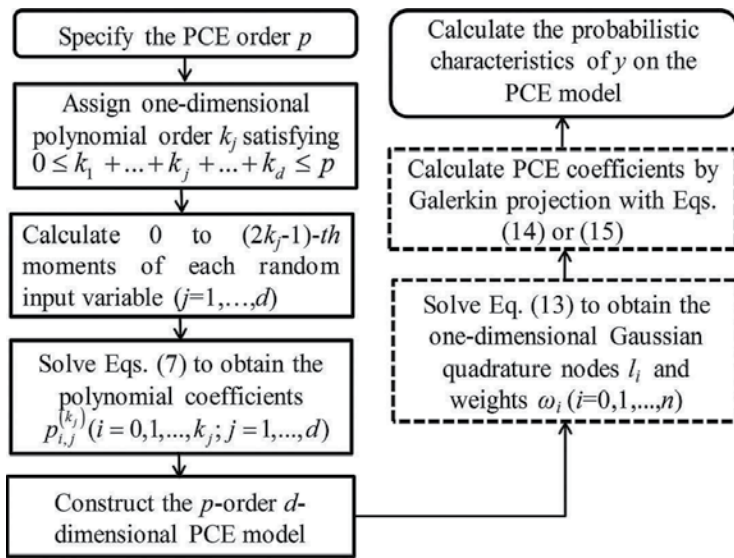 Specify the PCE order p
Assign one-dimensional
polynomial order k_j satisfying
0 ≤ k_1 +...+ k_j +...+ k_d ≤ p
Calculate 0 to (2k_j-1)-th
moments of each random
input variable (j=1,…,d)
Solve Eqs. (7) to obtain the
polynomial coefficients
p_{i,j}^{(k_j)}(i = 0,1,...,k_j; j = 1,...,d)
Construct the p-order d-
dimensional PCE model
Solve Eq. (13) to obtain the
one-dimensional Gaussian
quadrature nodes l_i and
weights ω_i (i=0,1,...,n)
Calculate PCE coefficients by
Galerkin projection with Eqs.
(14) or (15)
Calculate the probabilistic
characteristics of y on the
PCE model